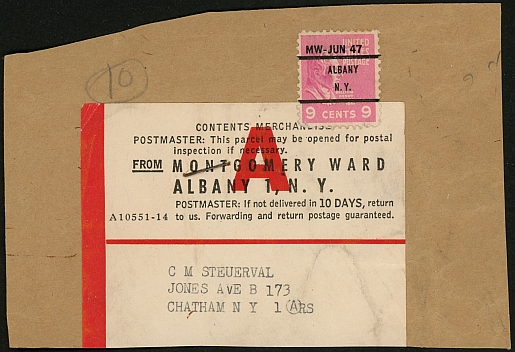 10
UNITED
STATES
POSTAGE
MW-JUN 47
ALBANY
N.Y.
9 CENTS 9
CONTENTS MERCHANDISE
POSTMASTER: This parcel may be opened for postal
inspection if necessary.
A
FROM MONTGOMERY WARD
ALBANY 1, N. Y.
POSTMASTER: If not delivered in 10 DAYS, return
A10551-14 to us. Forwarding and return postage guaranteed.
C M STEUERVAL
JONES AVE B 173
CHATHAM N Y 1 (A)RS